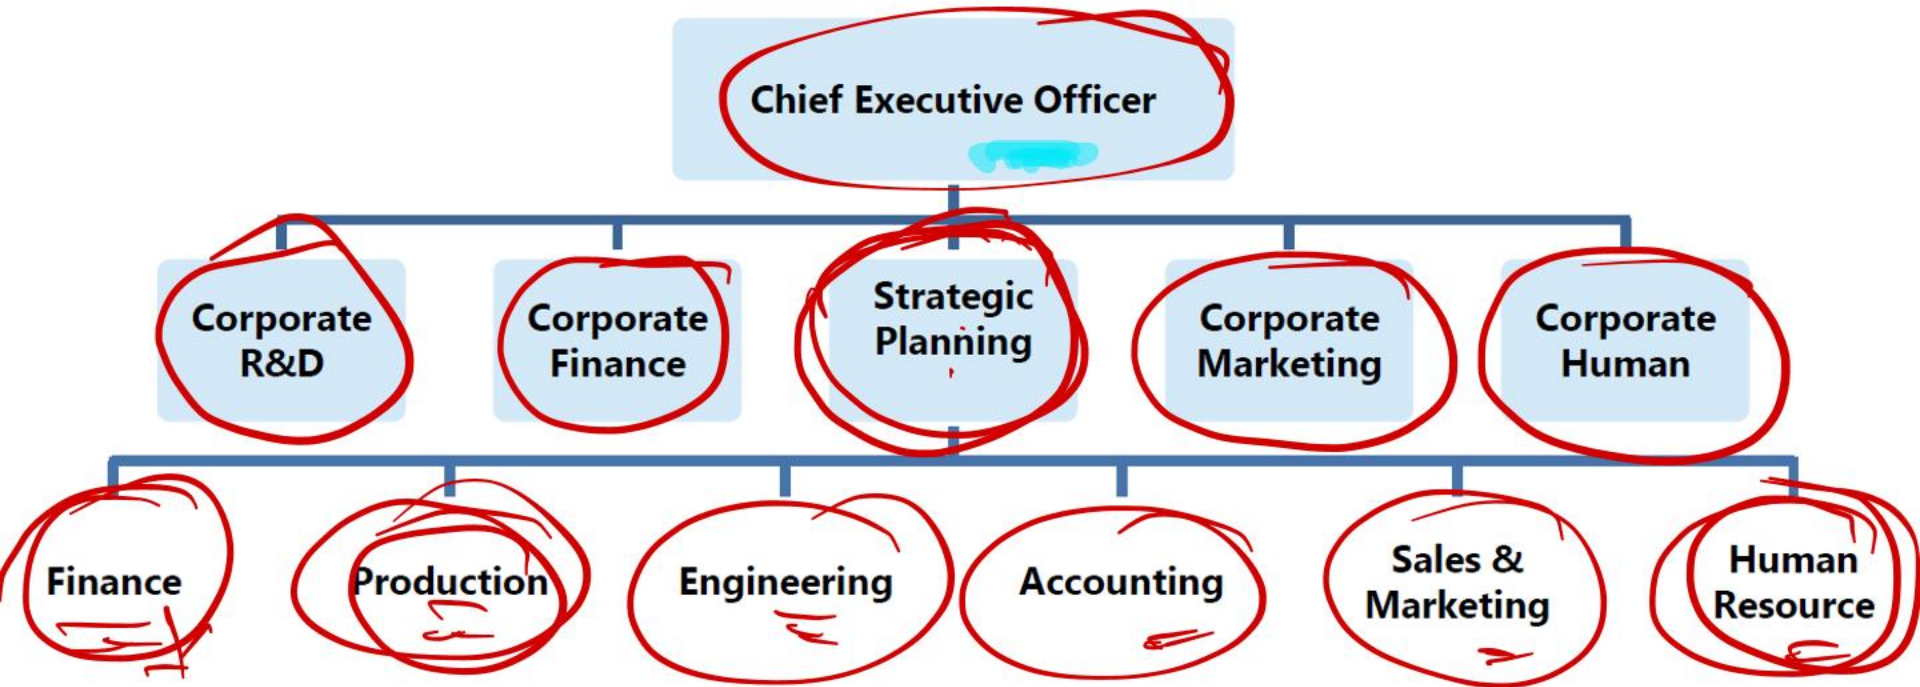 Chief Executive Officer
Corporate
R&D
Corporate
Finance
Strategic
Planning
Corporate
Marketing
Corporate
Human
Finance
Production
Engineering
Accounting
Sales &
Marketing
Human
Resource